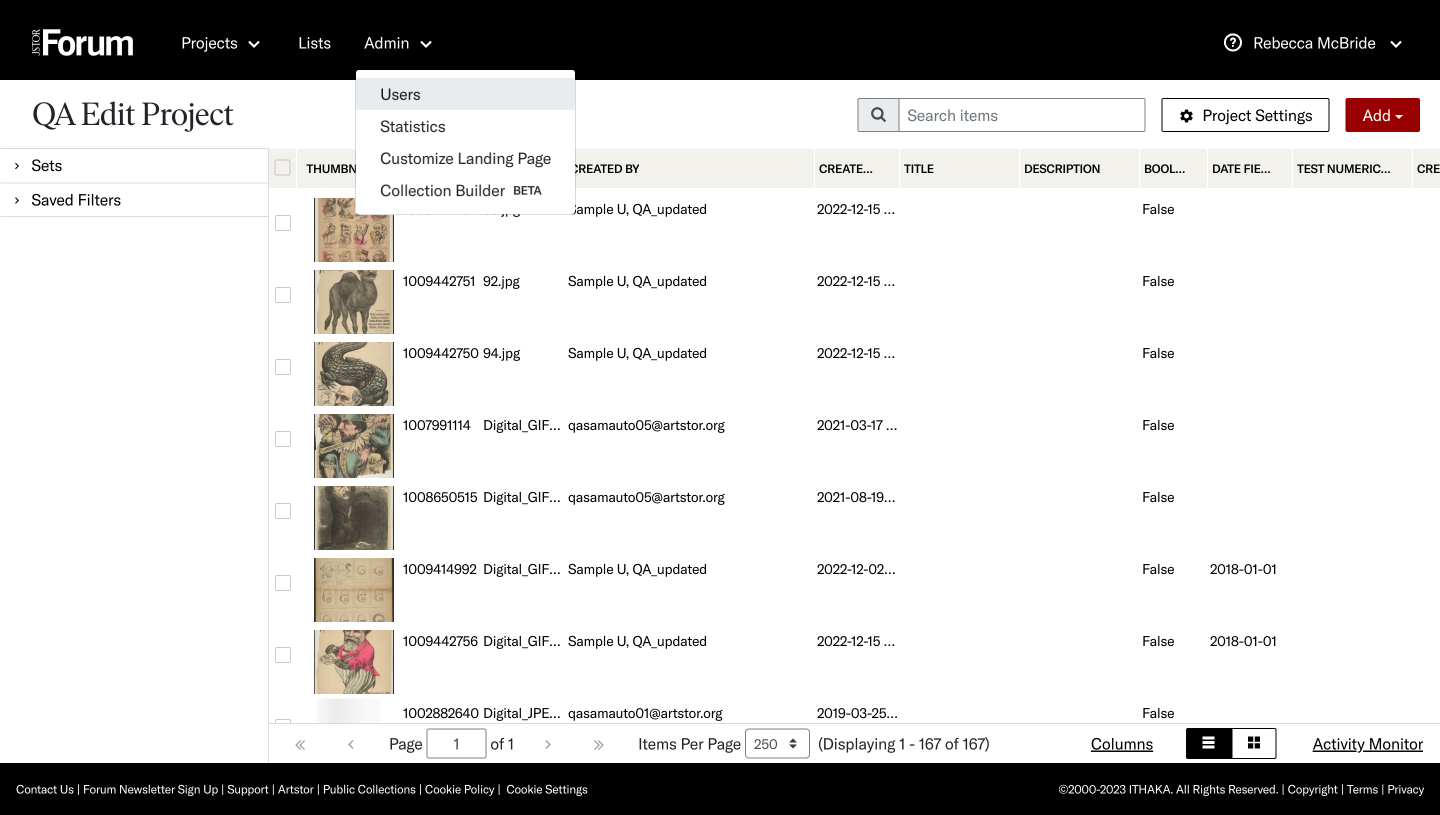 JSTOR Forum Projects Lists Admin Rebecca McBride
Users
Statistics
Customize Landing Page
Collection Builder BETA
QA Edit Project Search items Project Settings Add
Sets
Saved Filters
THUMBN CREATED BY CREATE... TITLE DESCRIPTION BOOL... DATE FIE... TEST NUMERIC... CRE
Sample U, QA_updated 2022-12-15 ... False
1009442751 92.jpg Sample U, QA_updated 2022-12-15 ... False
1009442750 94.jpg Sample U, QA_updated 2022-12-15 ... False
1007991114 Digital_GIF... qasamauto05@artstor.org 2021-03-17 ... False
1008650515 Digital_GIF... qasamauto05@artstor.org 2021-08-19... False
1009414992 Digital_GIF... Sample U, QA_updated 2022-12-02... False 2018-01-01
1009442756 Digital_GIF... Sample U, QA_updated 2022-12-15 ... False 2018-01-01
1002882640 Digital_JPE... qasamauto01@artstor.org 2019-03-25... False
« ‹ Page 1 of 1 › » Items Per Page 250 (Displaying 1 - 167 of 167) Columns Activity Monitor
Contact Us | Forum Newsletter Sign Up | Support | Artstor | Public Collections | Cookie Policy | Cookie Settings ©2000-2023 ITHAKA. All Rights Reserved. | Copyright | Terms | Privacy